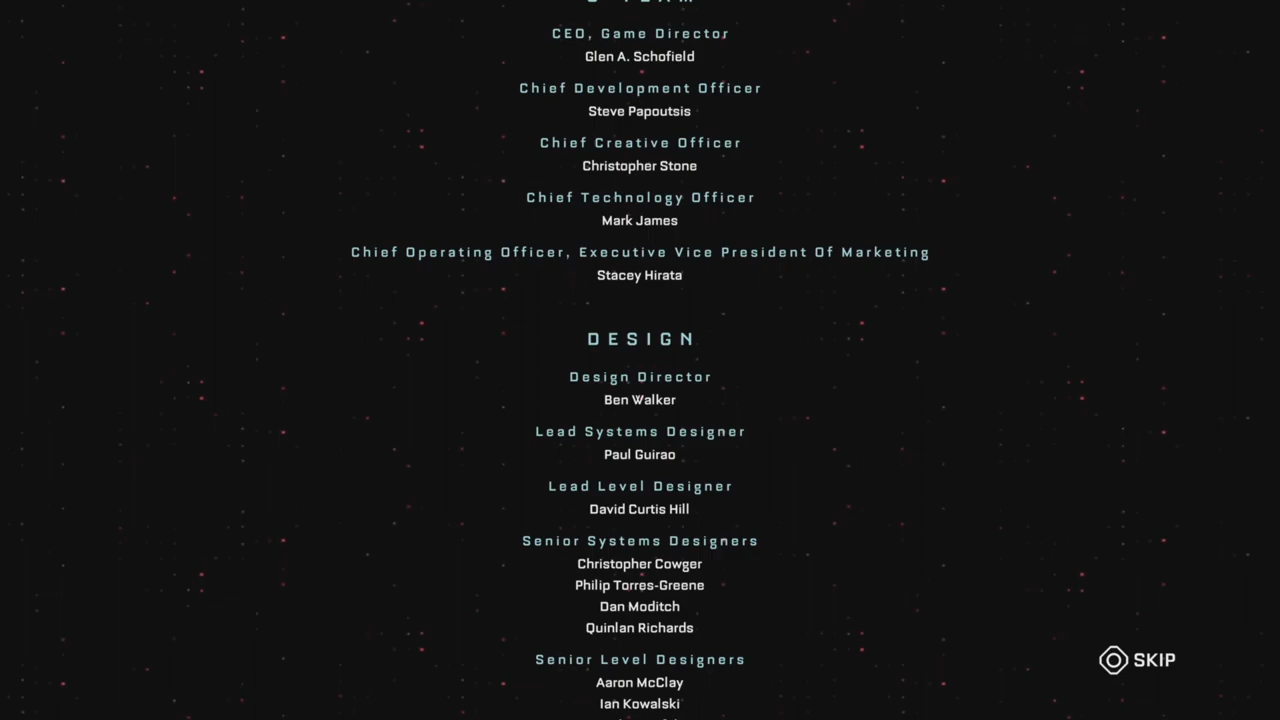 CEO, Game Director
Glen A. Schofield
Chief Development Officer
Steve Papoutsis
Chief Creative Officer
Christopher Stone
Chief Technology Officer
Mark James
Chief Operating Officer, Executive Vice President Of Marketing
Stacey Hirata
DESIGN
Design Director
Ben Walker
Lead Systems Designer
Paul Guirao
Lead Level Designer
David Curtis Hill
Senior Systems Designers
Christopher Cowger
Philip Torres-Greene
Dan Moditch
Quinlan Richards
Senior Level Designers
SKIP
Aaron McClay
Ian Kowalski